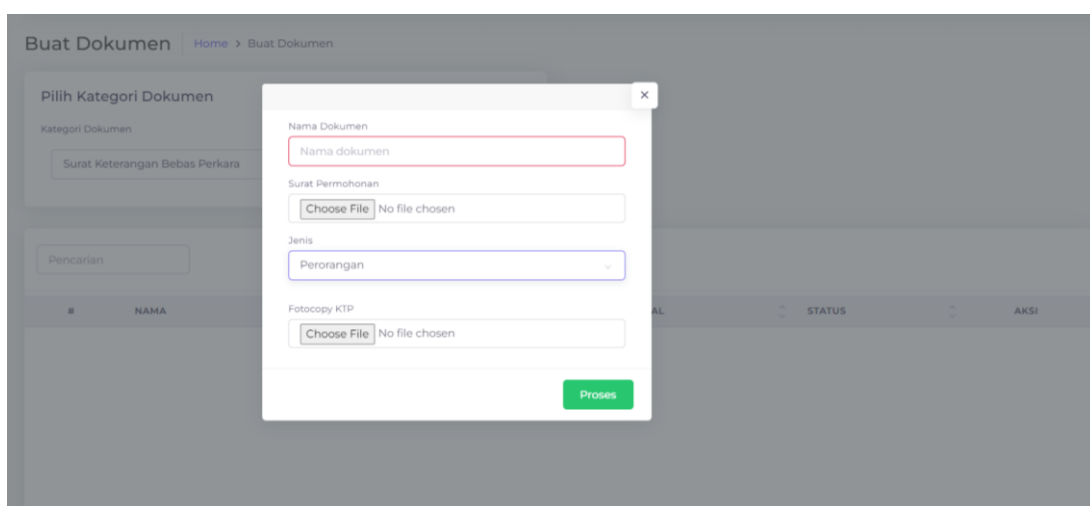 Buat Dokumen Home > Buat Dokumen
Pilih Kategori Dokumen
Kategori Dokumen
Surat Keterangan Bebas Perkara
×
Nama Dokumen
Nama dokumen
Surat Permohonan
Choose File No file chosen
Jenis
Perorangan
Fotocopy KTP
Choose File No file chosen
Proses
Pencarian
# NAMA AL STATUS AKSI